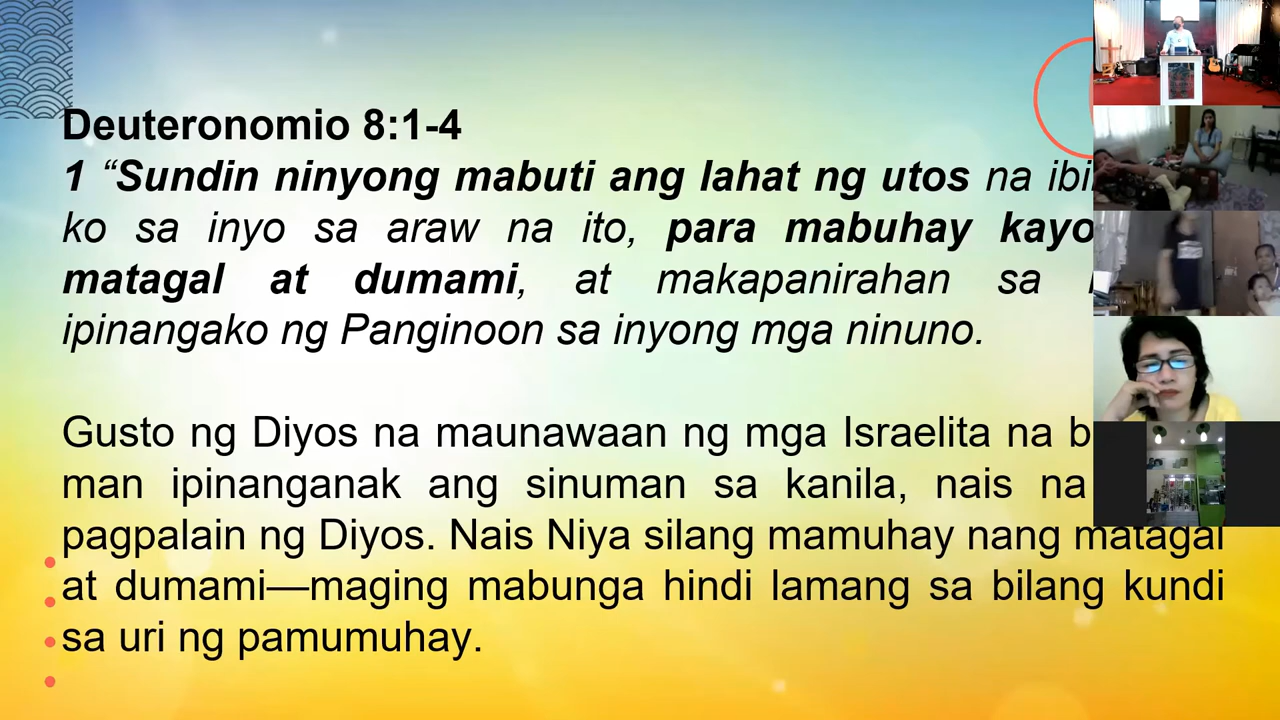 Deuteronomio 8:1-4
1 “Sundin ninyong mabuti ang lahat ng utos na
ko sa inyo sa araw na ito, para mabuhay kayo
matagal at dumami, at makapanirahan sa
ipinangako ng Panginoon sa inyong mga ninuno.
Gusto ng Diyos na maunawaan ng mga Israelita na
man ipinanganak ang sinuman sa kanila, nais na
pagpalain ng Diyos. Nais Niya silang mamuhay nang matagal
at dumami—maging mabunga hindi lamang sa bilang kundi
sa uri ng pamumuhay.